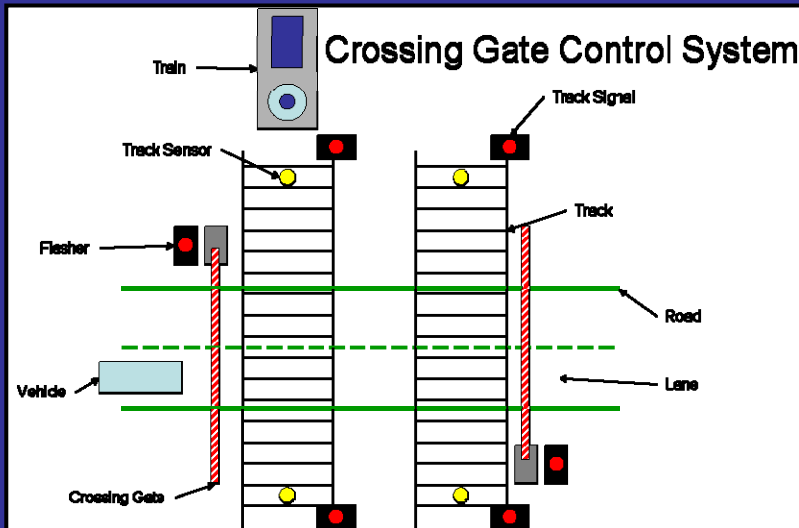 Crossing Gate Control System
Train
Track Signal
Track Sensor
Track
Flasher
Road
Vehicle
Lane
Crossing Gate